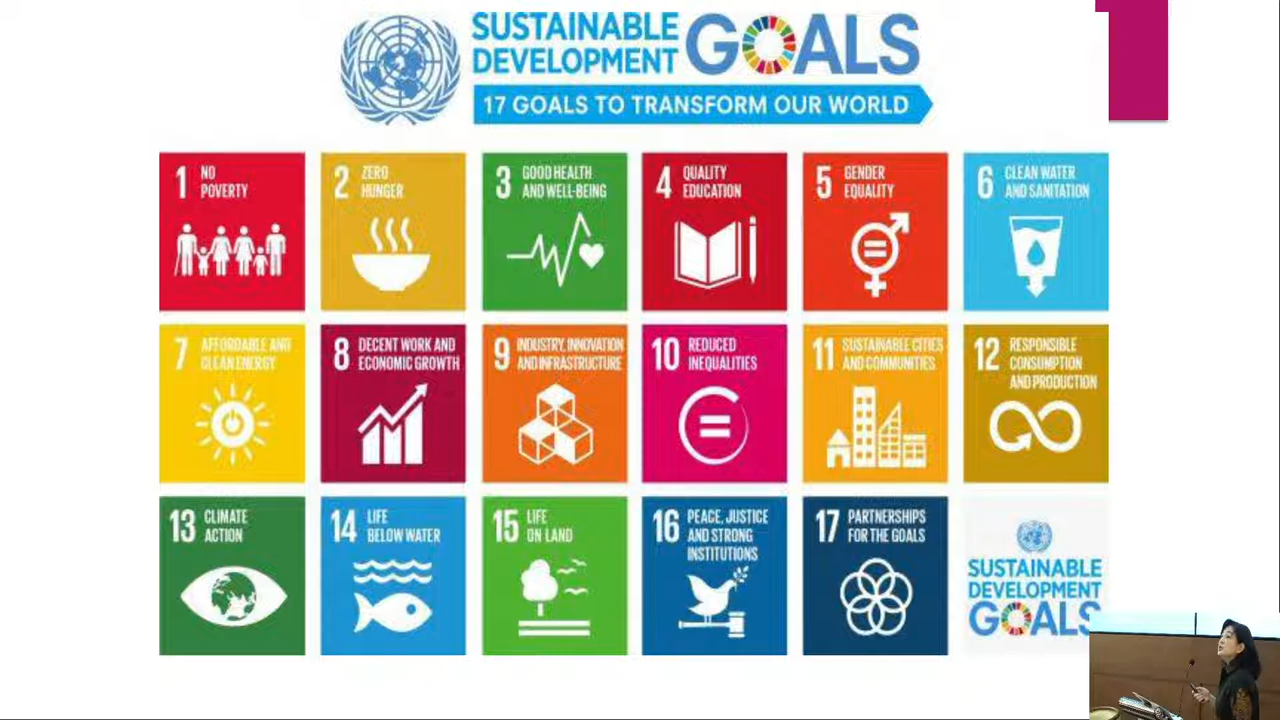 SUSTAINABLE
DEVELOPMENT
GOALS
17 GOALS TO TRANSFORM OUR WORLD
1 NO
POVERTY
2 ZERO
HUNGER
3 GOOD HEALTH
AND WELL-BEING
4 QUALITY
EDUCATION
5 GENDER
EQUALITY
6 CLEAN WATER
AND SANITATION
7 AFFORDABLE AND
CLEAN ENERGY
8 DECENT WORK AND
ECONOMIC GROWTH
9 INDUSTRY, INNOVATION
AND INFRASTRUCTURE
10 REDUCED
INEQUALITIES
11 SUSTAINABLE CITIES
AND COMMUNITIES
12 RESPONSIBLE
CONSUMPTION
AND PRODUCTION
13 CLIMATE
ACTION
14 LIFE
BELOW WATER
15 LIFE
ON LAND
16 PEACE, JUSTICE
AND STRONG
INSTITUTIONS
17 PARTNERSHIPS
FOR THE GOALS
SUSTAINABLE
DEVELOPMENT
GOALS